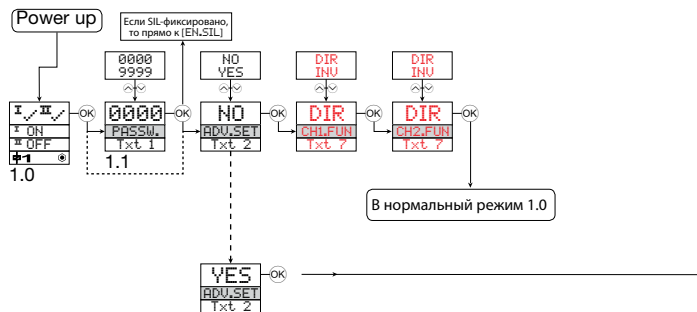 Power up
Если SIL-фиксировано,
то прямо к [EN.SIL]
0000
9999
NO
YES
DIR
INV
DIR
INV
I / II /
I ON
II OFF
1
OK
0000
PASSW.
Txt 1
OK
NO
ADV.SET
Txt 2
OK
DIR
CH1.FUN
Txt 7
OK
DIR
CH2.FUN
Txt 7
OK
1.0
1.1
В нормальный режим 1.0
YES
ADV.SET
Txt 2
OK